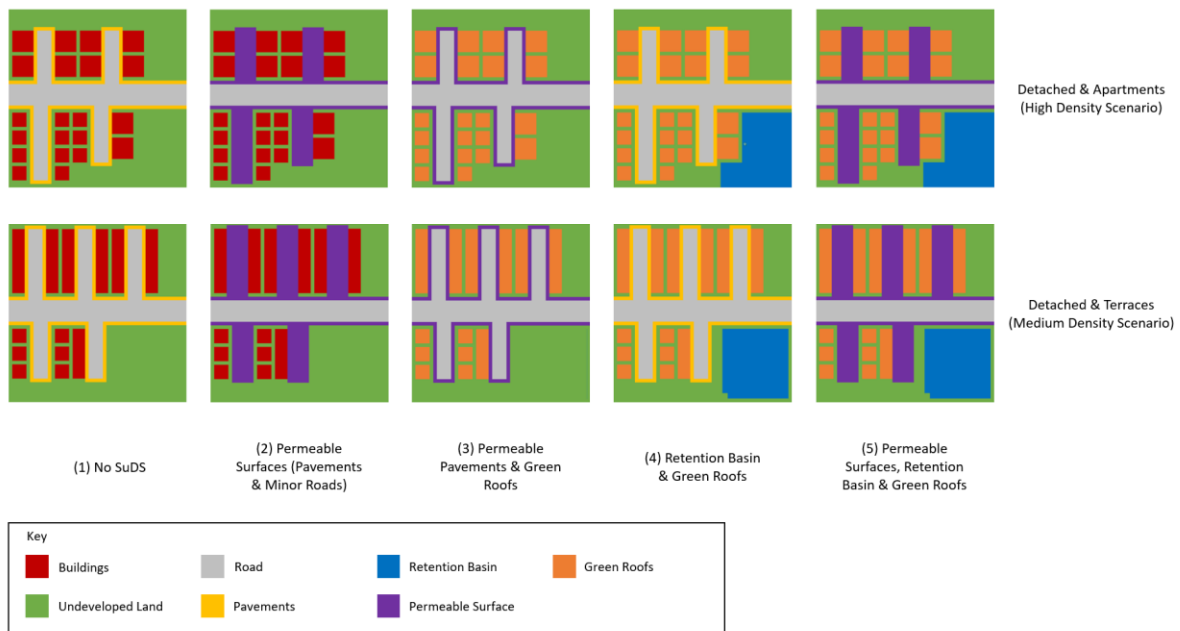 Detached & Apartments
(High Density Scenario)
Detached & Terraces
(Medium Density Scenario)
(1) No SuDS
(2) Permeable
Surfaces (Pavements
& Minor Roads)
(3) Permeable
Pavements & Green
Roofs
(4) Retention Basin
& Green Roofs
(5) Permeable
Surfaces, Retention
Basin & Green Roofs
Key
Buildings
Road
Retention Basin
Green Roofs
Undeveloped Land
Pavements
Permeable Surface